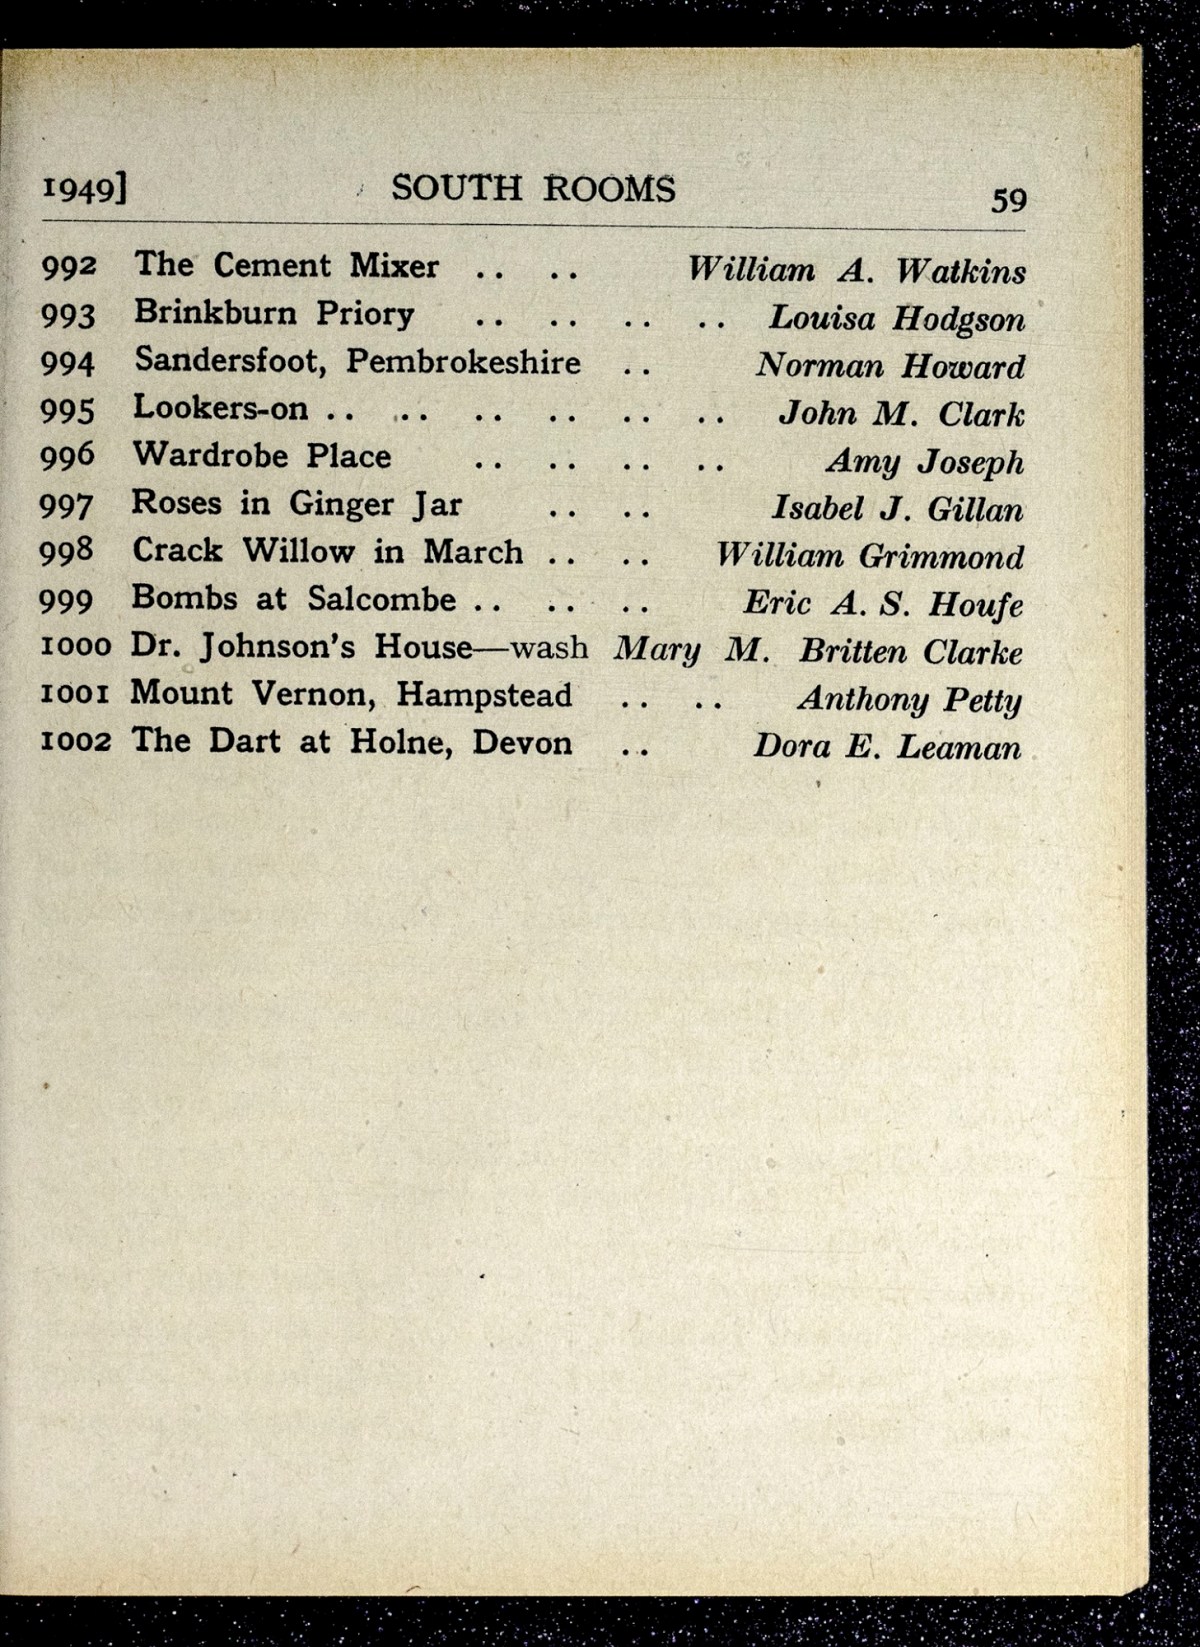 1949] SOUTH ROOMS 59
992 The Cement Mixer .. .. William A. Watkins
993 Brinkburn Priory .. .. .. .. Louisa Hodgson
994 Sandersfoot, Pembrokeshire .. Norman Howard
995 Lookers-on .. .. .. .. .. .. John M. Clark
996 Wardrobe Place .. .. .. .. Amy Joseph
997 Roses in Ginger Jar .. .. Isabel J. Gillan
998 Crack Willow in March .. .. William Grimmond
999 Bombs at Salcombe .. .. .. Eric A. S. Houfe
1000 Dr. Johnson's House—wash Mary M. Britten Clarke
1001 Mount Vernon, Hampstead .. .. Anthony Petty
1002 The Dart at Holne, Devon .. Dora E. Leaman